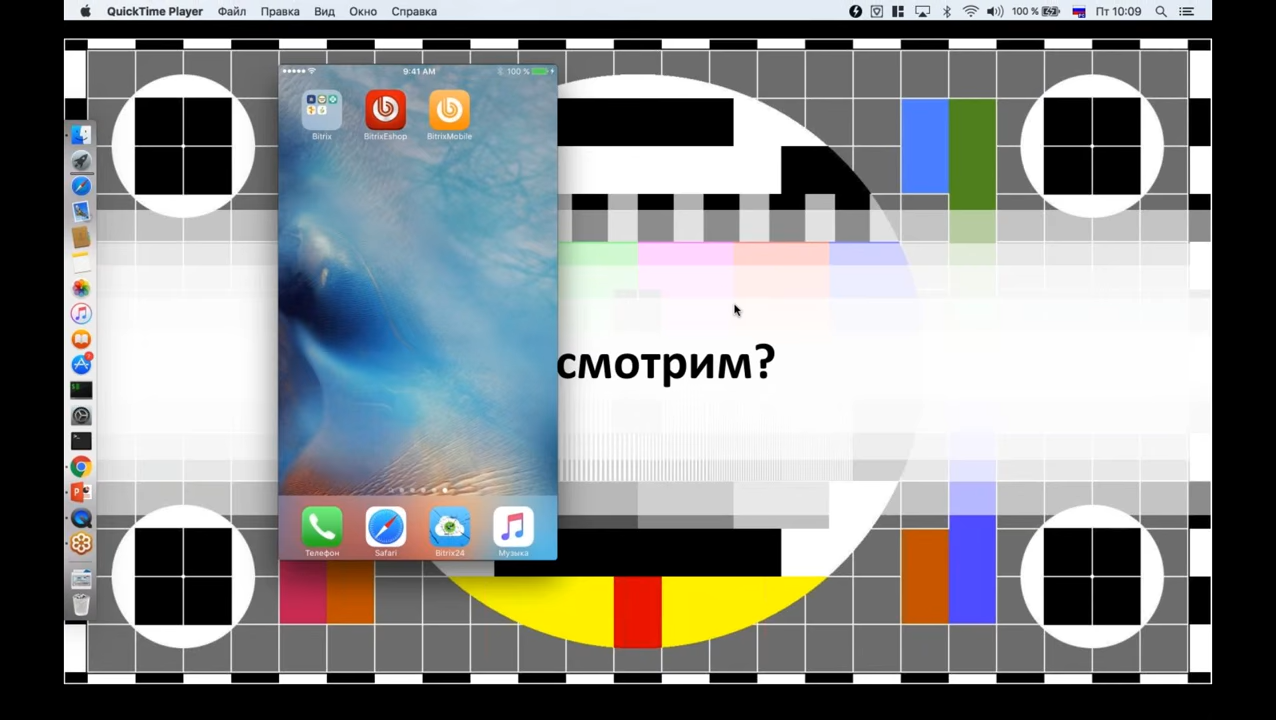 QuickTime Player Файл Правка Вид Окно Справка 100 % Пт 10:09
9:41 AM 100 %
Bitrix BitrixEshop BitrixMobile
смотрим?
Телефон Safari Bitrix24 Музыка